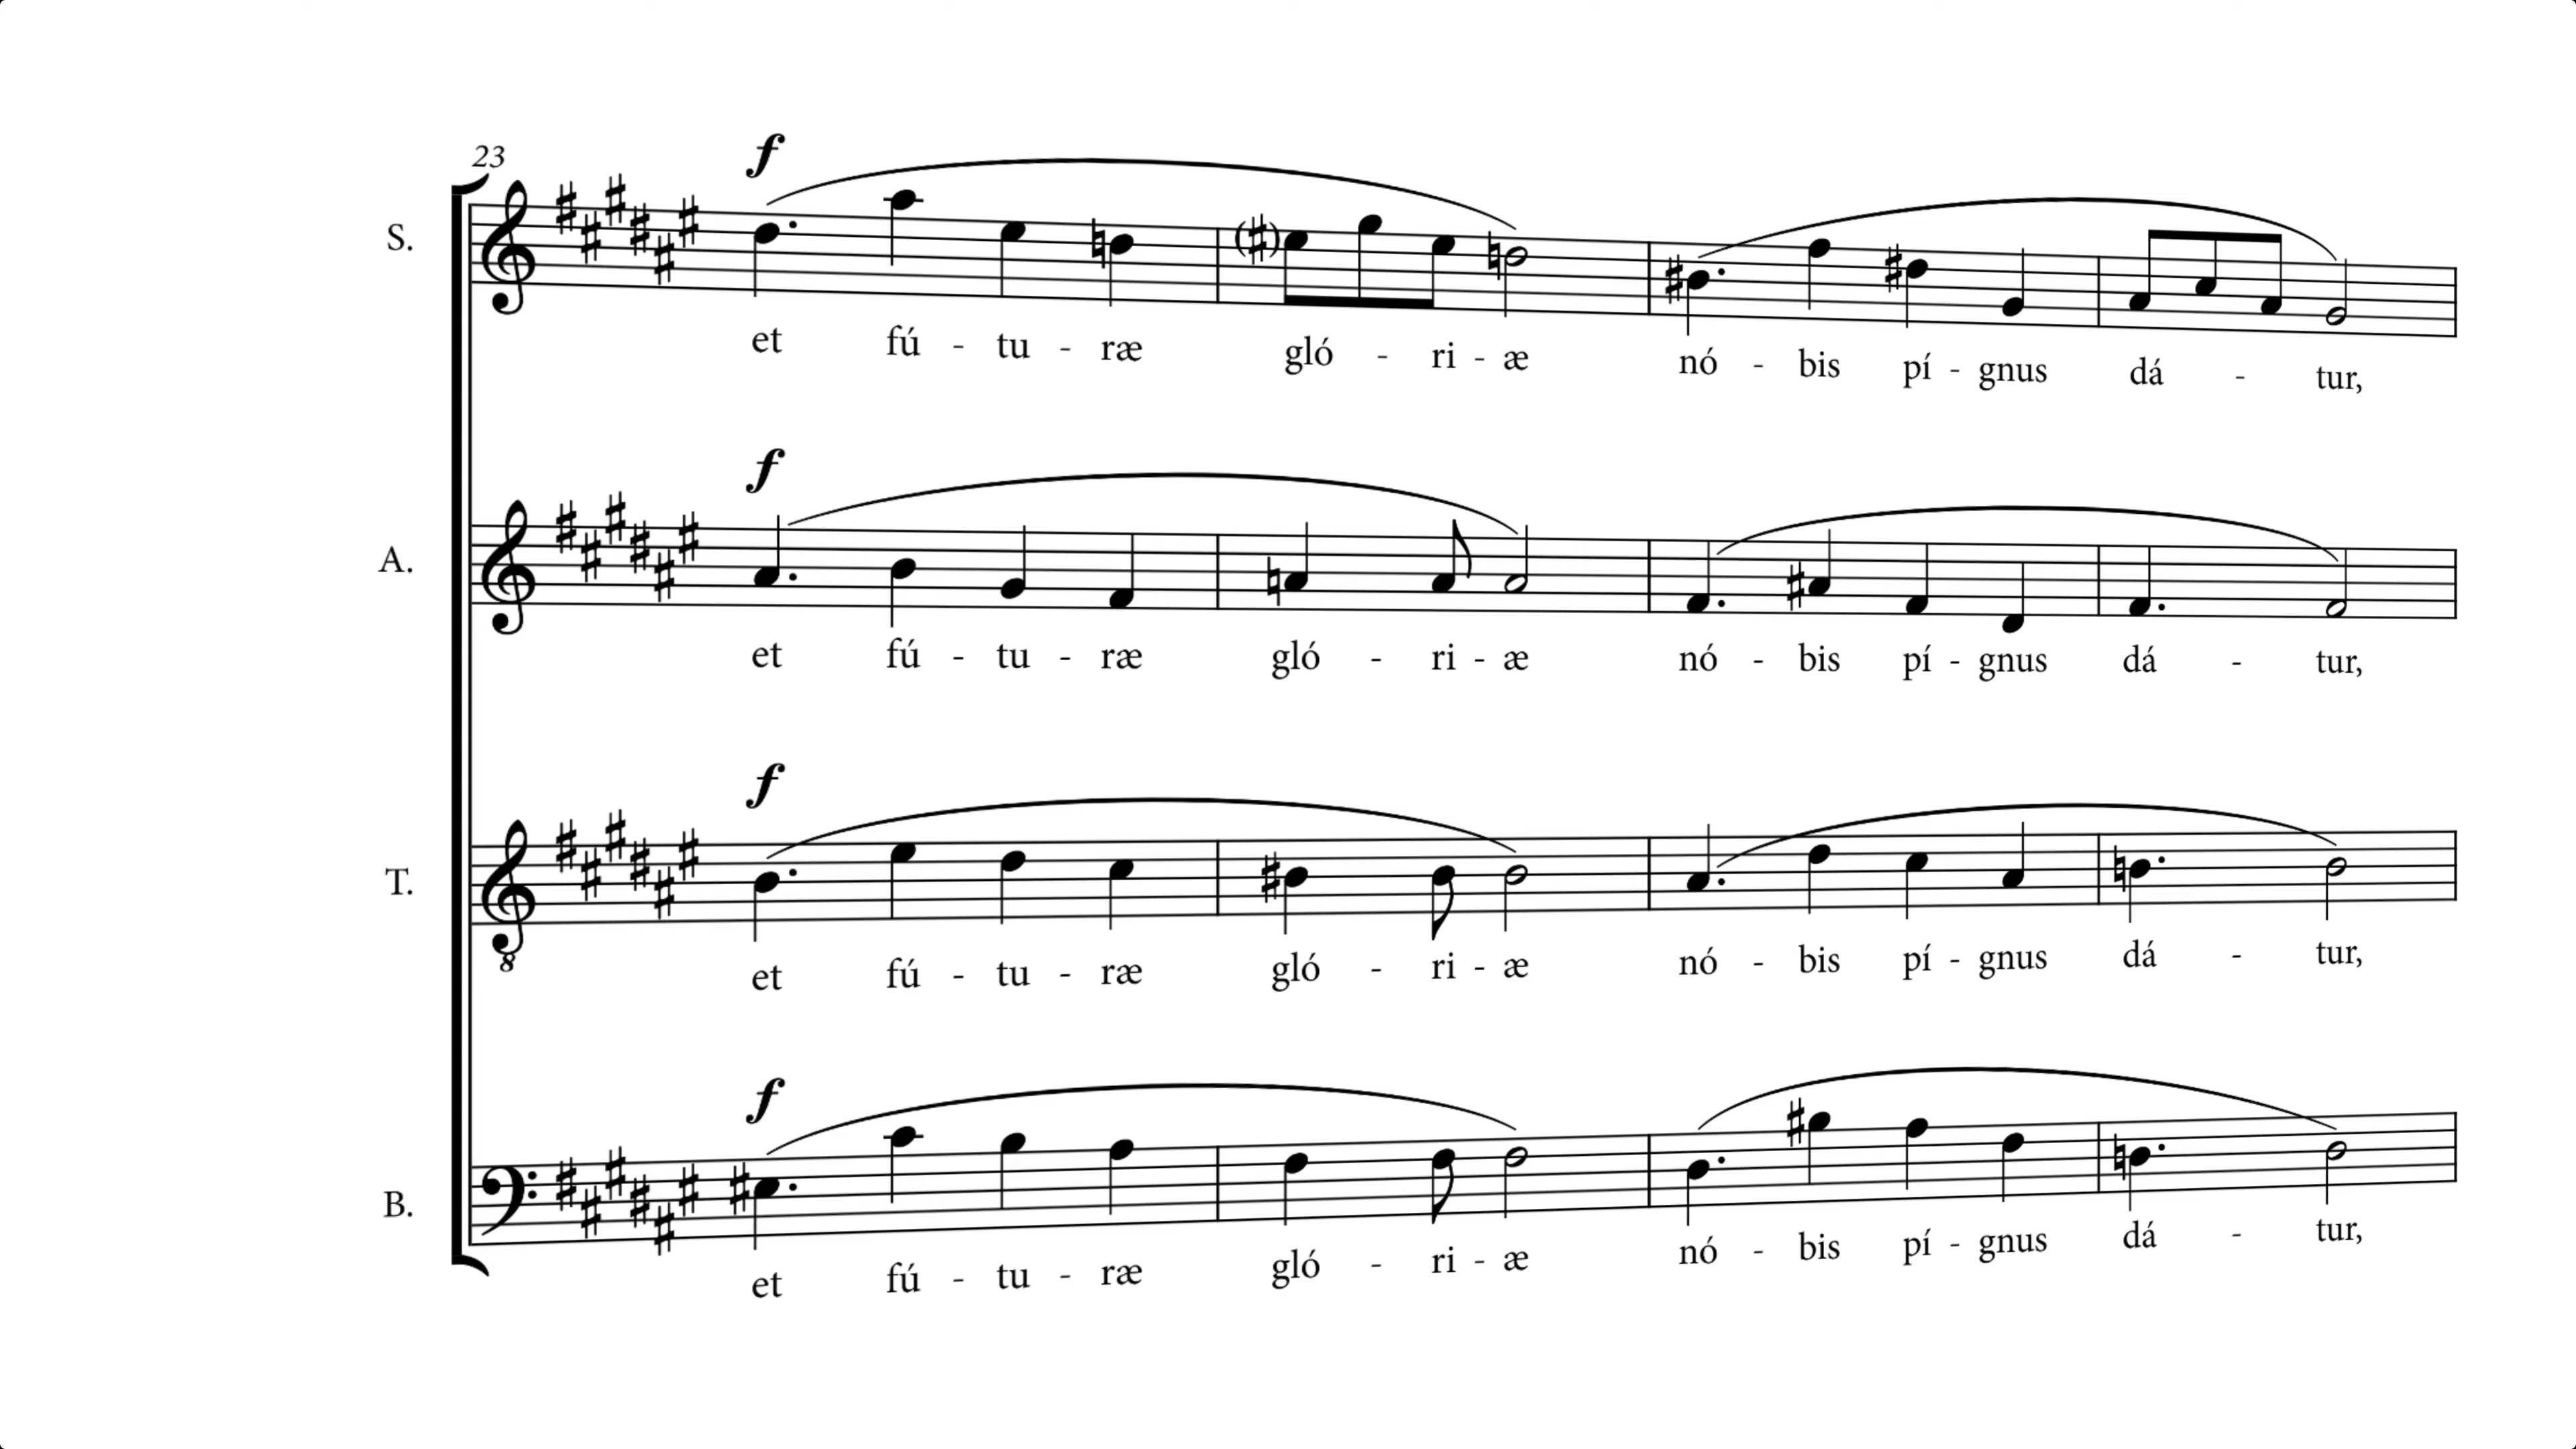 23
f
S.
et fú - tu - ræ gló - ri - æ nó - bis pí - gnus dá - tur,
f
A.
et fú - tu - ræ gló - ri - æ nó - bis pí - gnus dá - tur,
f
T.
8
et fú - tu - ræ gló - ri - æ nó - bis pí - gnus dá - tur,
f
B.
et fú - tu - ræ gló - ri - æ nó - bis pí - gnus dá - tur,